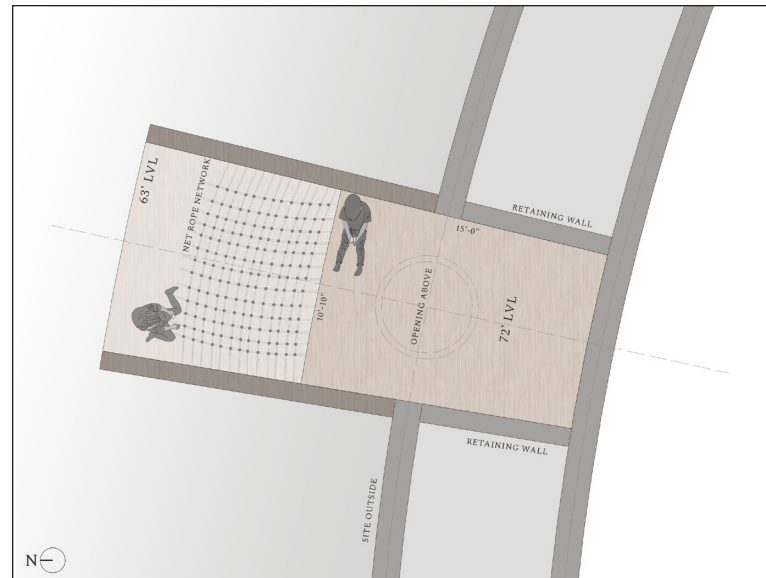 63' LVL
NET ROPE NETWORK
RETAINING WALL
15'-0"
OPENING ABOVE
10'-10"
72' LVL
RETAINING WALL
SITE OUTSIDE
N